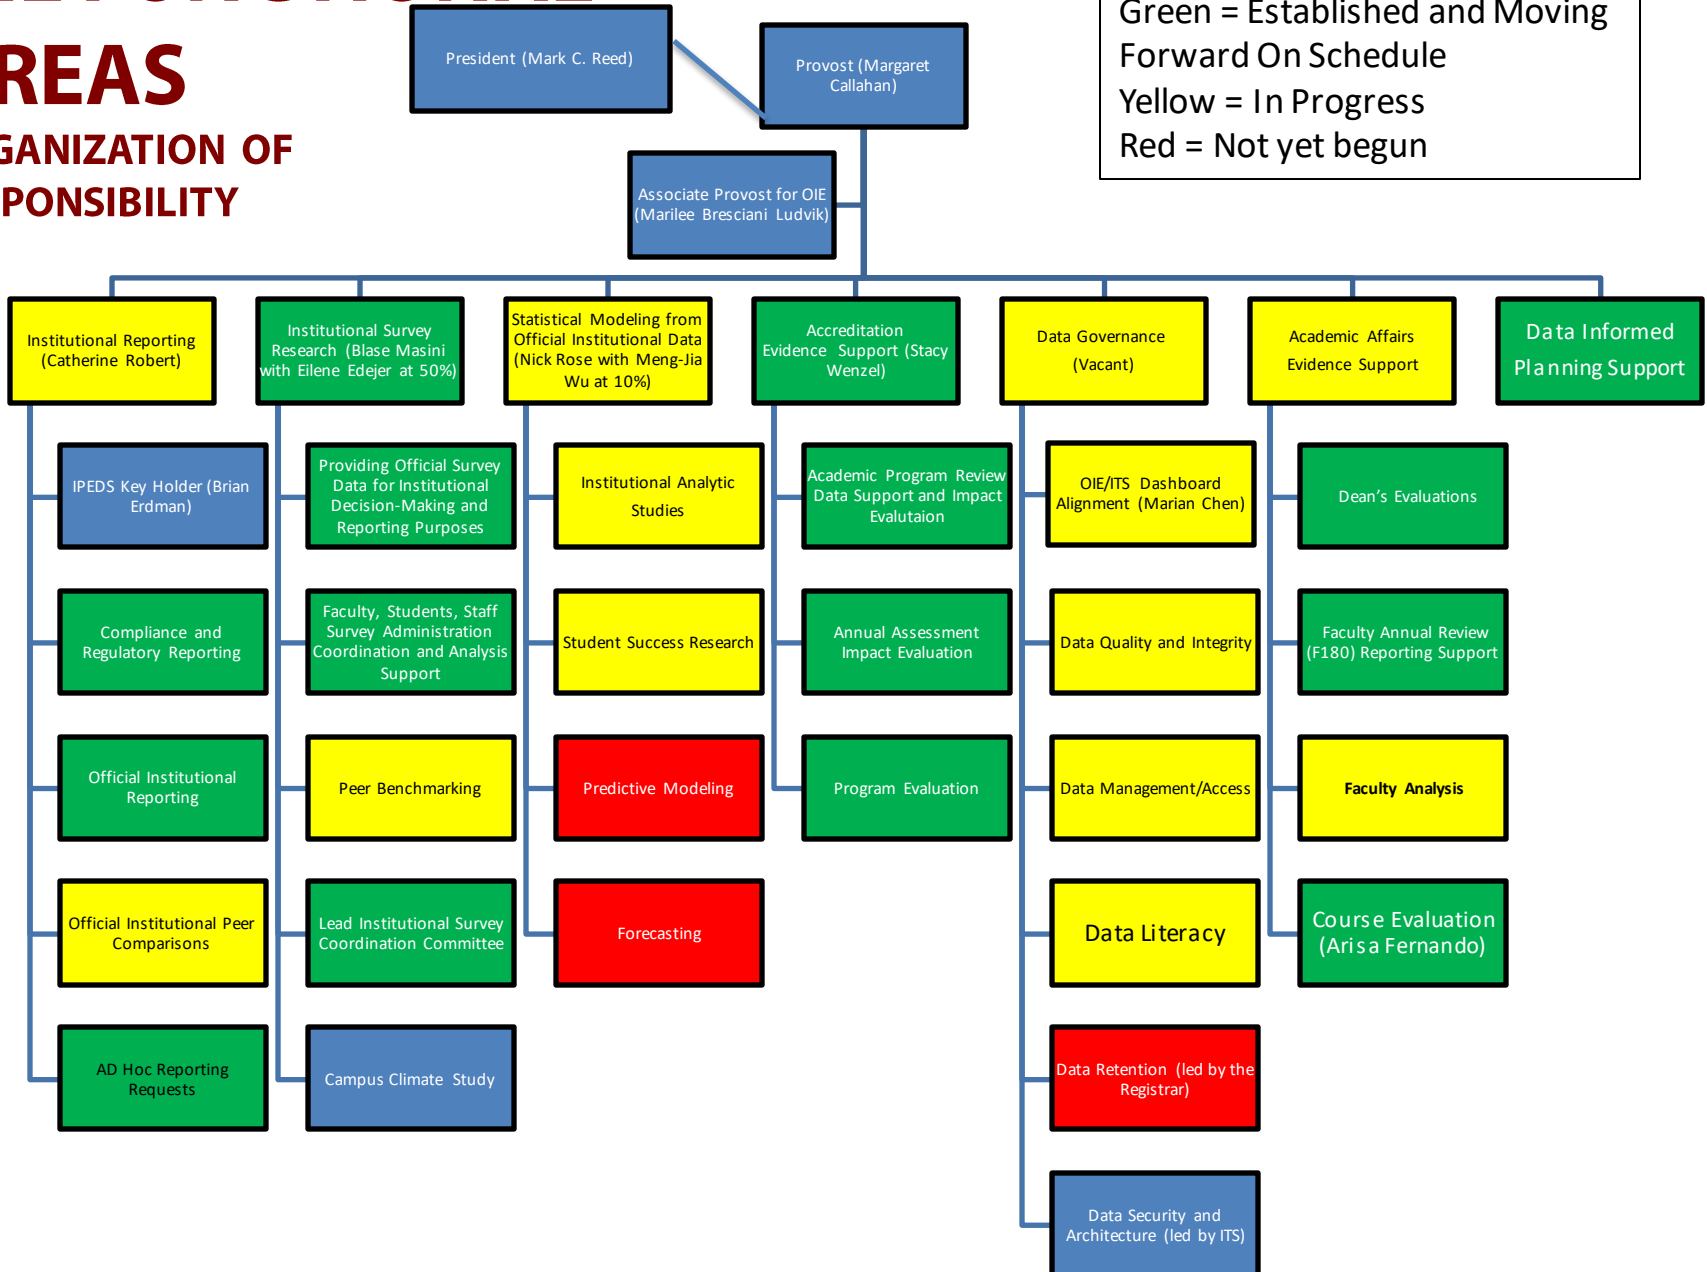 REAS
GANIZATION OF
PONSIBILITY
President (Mark C. Reed)
Provost (Margaret
Callahan)
Green = Established and Moving
Forward On Schedule
Yellow = In Progress
Red = Not yet begun
Associate Provost for OIE
(Marilee Bresciani Ludvik)
Institutional Reporting
(Catherine Robert)
Institutional Survey
Research (Blase Masini
with Eilene Edejer at 50%)
Statistical Modeling from
Official Institutional Data
(Nick Rose with Meng-Jia
Wu at 10%)
Accreditation
Evidence Support (Stacy
Wenzel)
Data Governance
(Vacant)
Academic Affairs
Evidence Support
Data Informed
Planning Support
IPEDS Key Holder (Brian
Erdman)
Compliance and
Regulatory Reporting
Official Institutional
Reporting
Official Institutional Peer
Comparisons
AD Hoc Reporting
Requests
Providing Official Survey
Data for Institutional
Decision-Making and
Reporting Purposes
Faculty, Students, Staff
Survey Administration
Coordination and Analysis
Support
Peer Benchmarking
Lead Institutional Survey
Coordination Committee
Campus Climate Study
Institutional Analytic
Studies
Student Success Research
Predictive Modeling
Forecasting
Academic Program Review
Data Support and Impact
Evalutaion
Annual Assessment
Impact Evaluation
Program Evaluation
OIE/ITS Dashboard
Alignment (Marian Chen)
Data Quality and Integrity
Data Management/Access
Data Literacy
Data Retention (led by the
Registrar)
Data Security and
Architecture (led by ITS)
Dean's Evaluations
Faculty Annual Review
(F180) Reporting Support
Faculty Analysis
Course Evaluation
(Arisa Fernando)